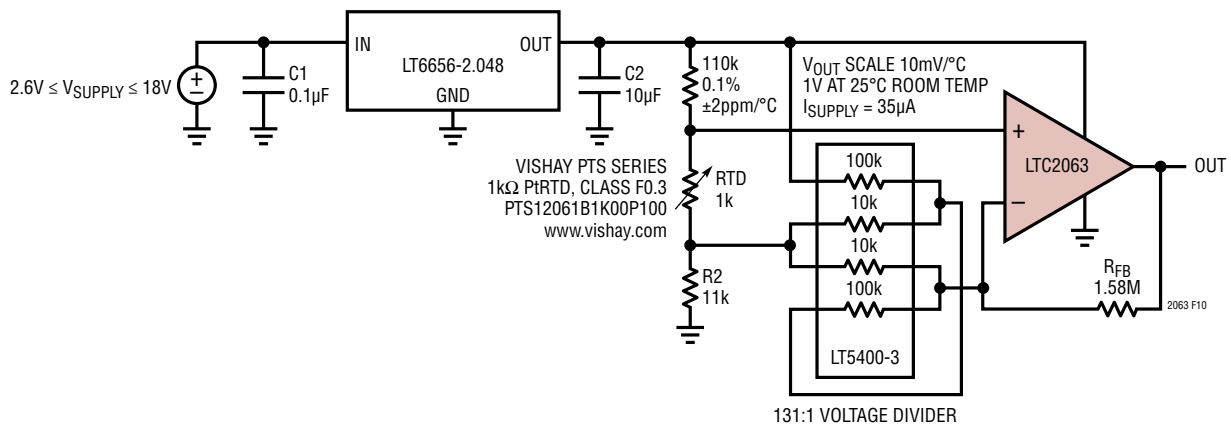 2.6V ≤ VSUPPLY ≤ 18V
+
–
C1
0.1µF
IN
OUT
LT6656-2.048
GND
C2
10µF
110k
0.1%
±2ppm/°C
VOUT SCALE 10mV/°C
1V AT 25°C ROOM TEMP
ISUPPLY = 35µA
VISHAY PTS SERIES
1kΩ PtRTD, CLASS F0.3
PTS12061B1K00P100
www.vishay.com
RTD
1k
R2
11k
100k
10k
10k
100k
LT5400-3
131:1 VOLTAGE DIVIDER
+
–
LTC2063
OUT
RFB
1.58M
2063 F10